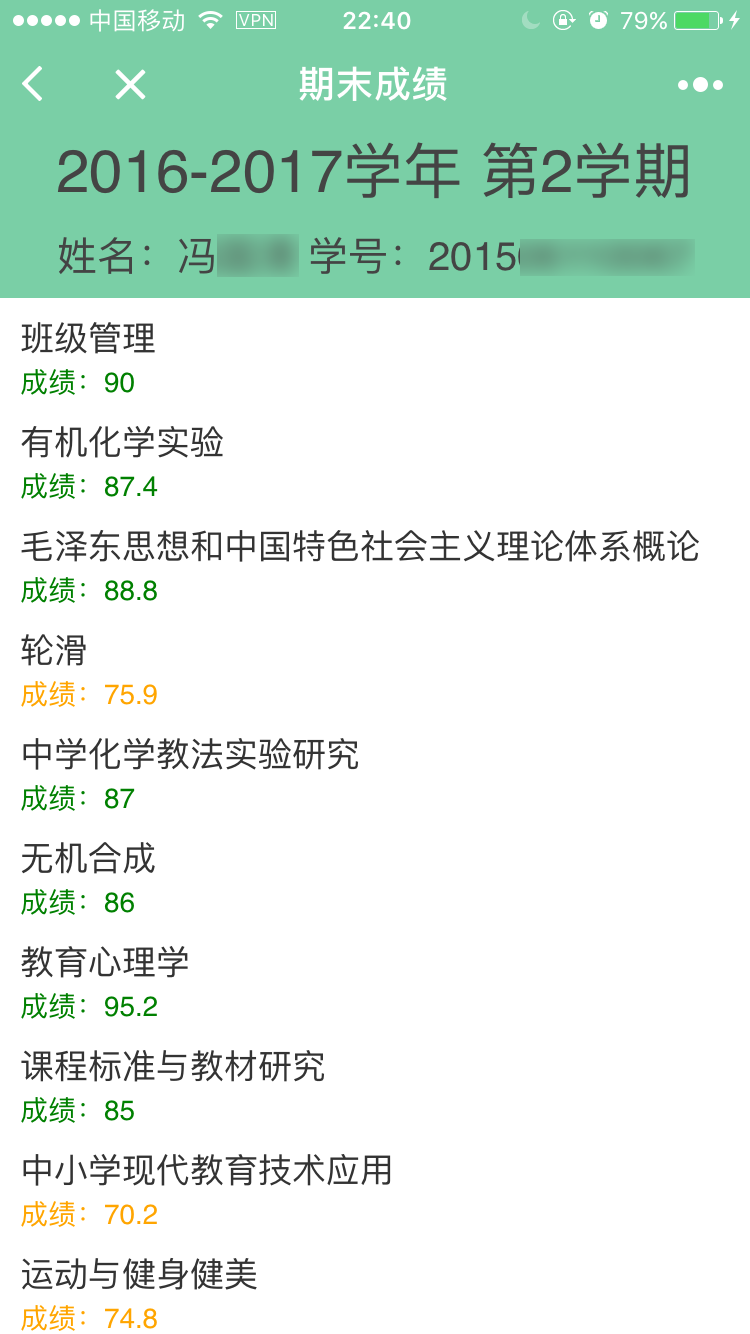 中国移动 VPN 22:40 79%
期末成绩
2016-2017学年 第2学期
姓名：冯 学号：2015
班级管理
成绩：90
有机化学实验
成绩：87.4
毛泽东思想和中国特色社会主义理论体系概论
成绩：88.8
轮滑
成绩：75.9
中学化学教法实验研究
成绩：87
无机合成
成绩：86
教育心理学
成绩：95.2
课程标准与教材研究
成绩：85
中小学现代教育技术应用
成绩：70.2
运动与健身健美
成绩：74.8